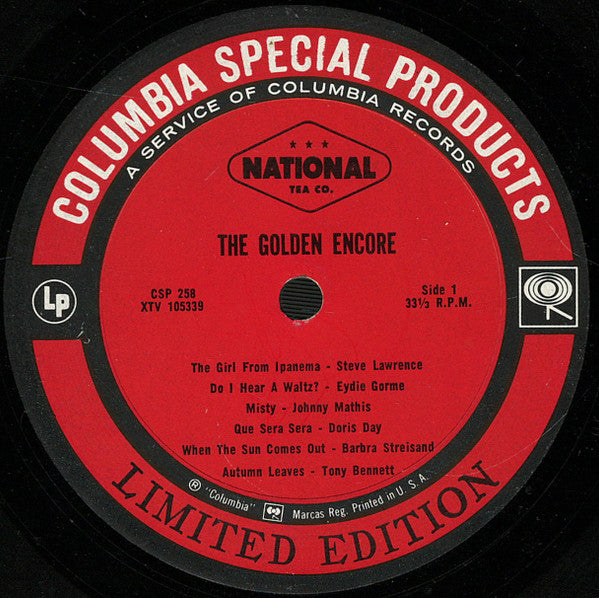 COLUMBIA SPECIAL PRODUCTS
A SERVICE OF COLUMBIA RECORDS
NATIONAL
TEA CO.
THE GOLDEN ENCORE
CSP 258
XTV 105339
Side 1
33⅓ R.P.M.
Lp
The Girl From Ipanema - Steve Lawrence
Do I Hear A Waltz? - Eydie Gorme
Misty - Johnny Mathis
Que Sera Sera - Doris Day
When The Sun Comes Out - Barbra Streisand
Autumn Leaves - Tony Bennett
® "Columbia" Marcas Reg. Printed in U.S.A.
LIMITED EDITION